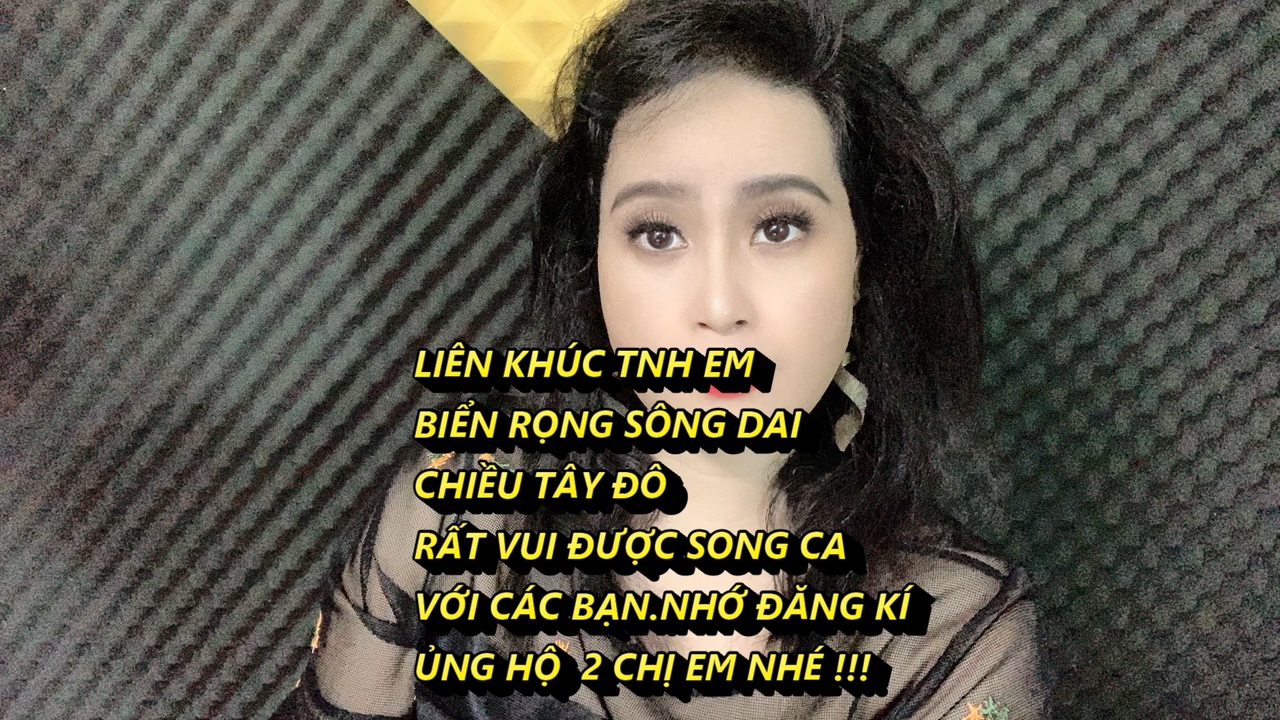 LIÊN KHÚC TNH EM
BIỂN RỌNG SÔNG DAI
CHIỀU TÂY ĐÔ
RẤT VUI ĐƯỢC SONG CA
VỚI CÁC BẠN.NHỚ ĐĂNG KÍ
ỦNG HỘ 2 CHỊ EM NHÉ !!!